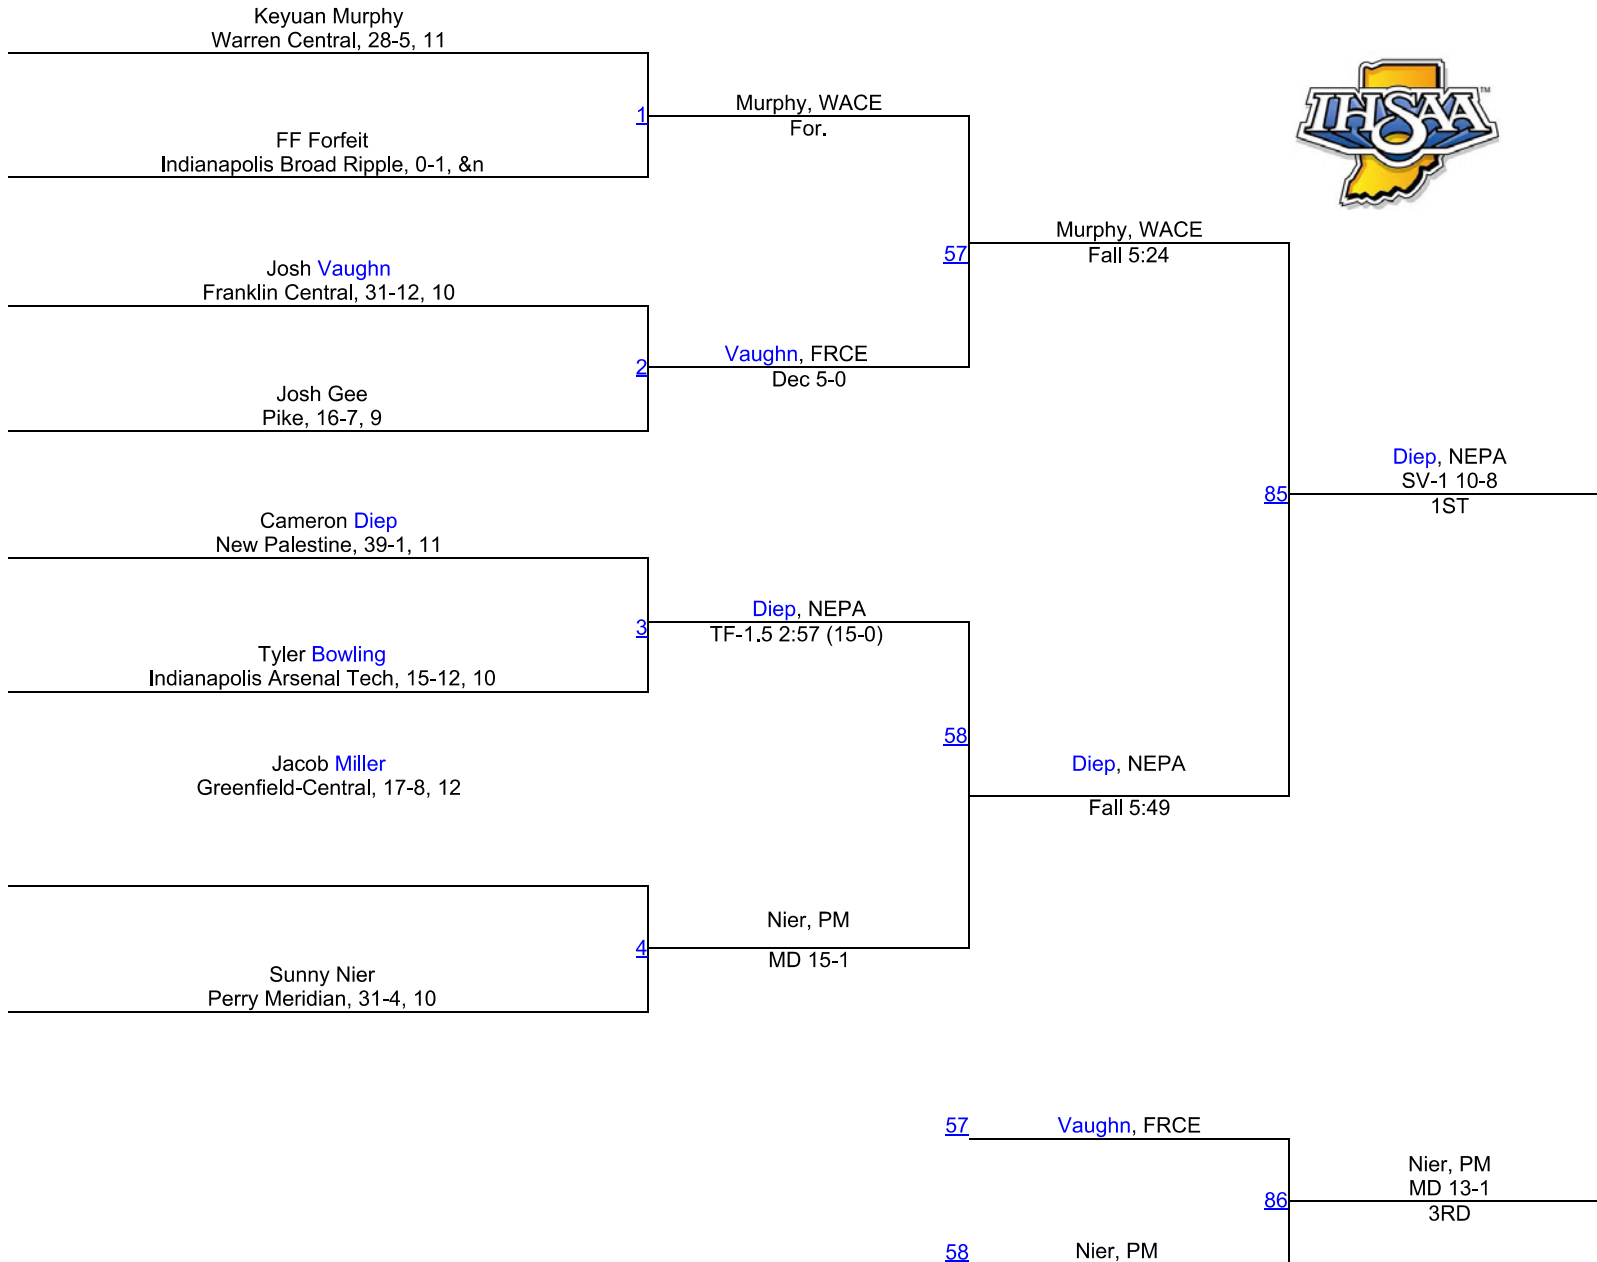 Keyuan Murphy
Warren Central, 28-5, 11
1
Murphy, WACE
For.
FF Forfeit
Indianapolis Broad Ripple, 0-1, &n
IHSAA
TM
57
Murphy, WACE
Fall 5:24
Josh Vaughn
Franklin Central, 31-12, 10
2
Vaughn, FRCE
Dec 5-0
Josh Gee
Pike, 16-7, 9
85
Diep, NEPA
SV-1 10-8
1ST
Cameron Diep
New Palestine, 39-1, 11
3
Diep, NEPA
TF-1.5 2:57 (15-0)
Tyler Bowling
Indianapolis Arsenal Tech, 15-12, 10
58
Diep, NEPA
Fall 5:49
Jacob Miller
Greenfield-Central, 17-8, 12
4
Nier, PM
MD 15-1
Sunny Nier
Perry Meridian, 31-4, 10
57
Vaughn, FRCE
86
Nier, PM
MD 13-1
3RD
58
Nier, PM